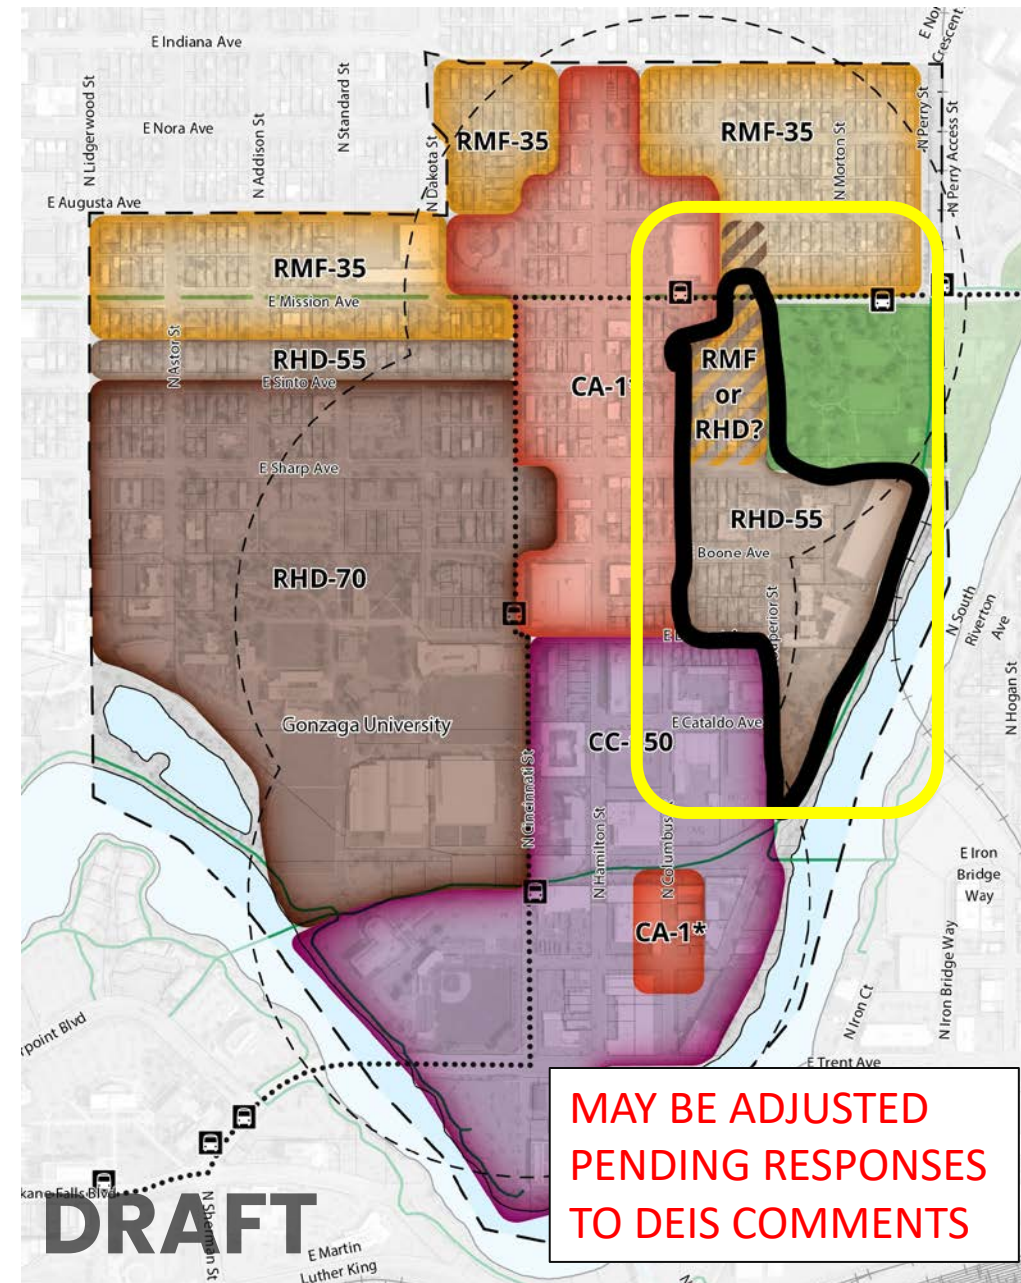 E Indiana Ave
N Lidgerwood St
E Nora Ave
N Addison St
N Standard St
N Dakota St
E Augusta Ave
RMF-35
RMF-35
N Morton St
N Perry St
N Perry Access St
Crescent
RMF-35
E Mission Ave
N Astor St
RHD-55
E Sinto Ave
CA-1
RMF
or
RHD?
E Sharp Ave
RHD-55
Boone Ave
RHD-70
N South
Riverton
Ave
N Hogan St
Gonzaga University
E Cataldo Ave
CC-150
N Cincinnati St
N Hamilton St
N Columbus
E Iron
Bridge
Way
CA-1*
N Iron Bridge Way
N Iron Ct
E Trent Ave
N Sherman St
E Martin
Luther King
DRAFT
MAY BE ADJUSTED
PENDING RESPONSES
TO DEIS COMMENTS